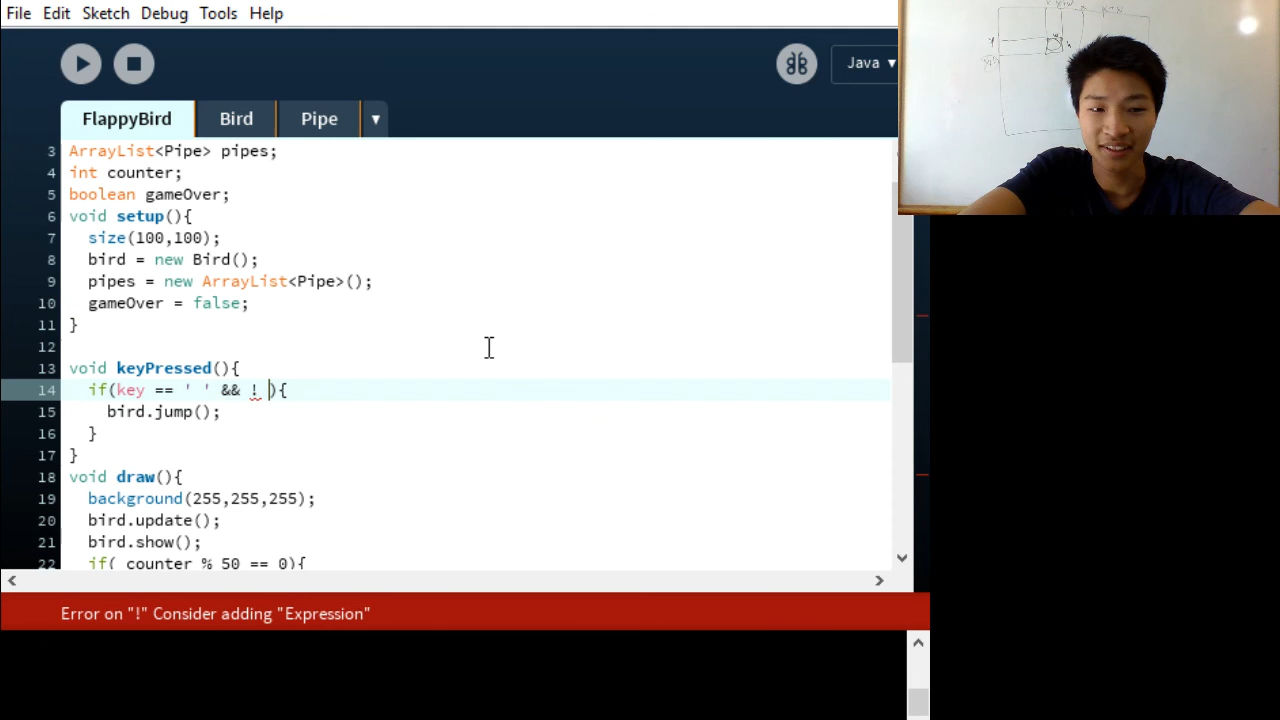 File Edit Sketch Debug Tools Help
Java ▾
FlappyBird Bird Pipe ▾
3 ArrayList<Pipe> pipes;
4 int counter;
5 boolean gameOver;
6 void setup(){
7 size(100,100);
8 bird = new Bird();
9 pipes = new ArrayList<Pipe>();
10 gameOver = false;
11 }
12
13 void keyPressed(){
14 if(key == ' ' && ! ){
15 bird.jump();
16 }
17 }
18 void draw(){
19 background(255,255,255);
20 bird.update();
21 bird.show();
22 if( counter % 50 == 0){
Error on "!" Consider adding "Expression"